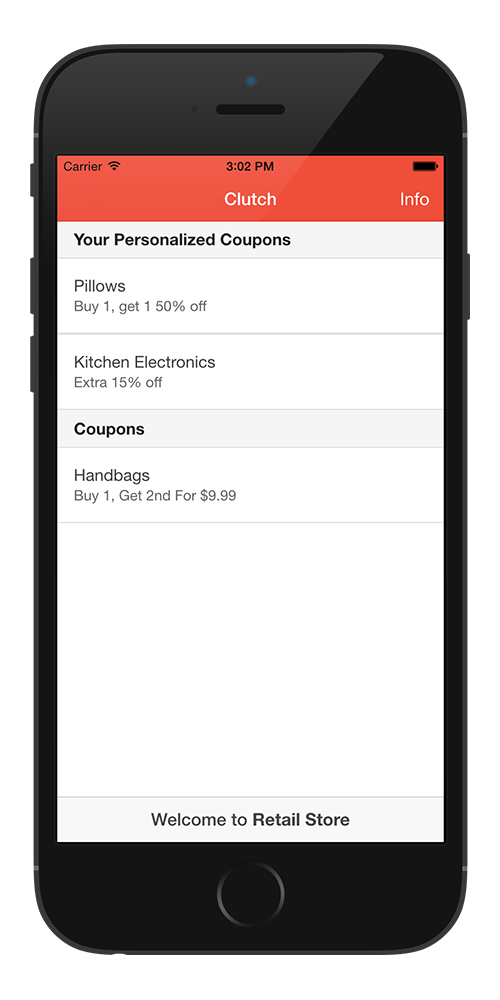 Carrier 3:02 PM
Clutch Info
Your Personalized Coupons
Pillows
Buy 1, get 1 50% off
Kitchen Electronics
Extra 15% off
Coupons
Handbags
Buy 1, Get 2nd For $9.99
Welcome to Retail Store